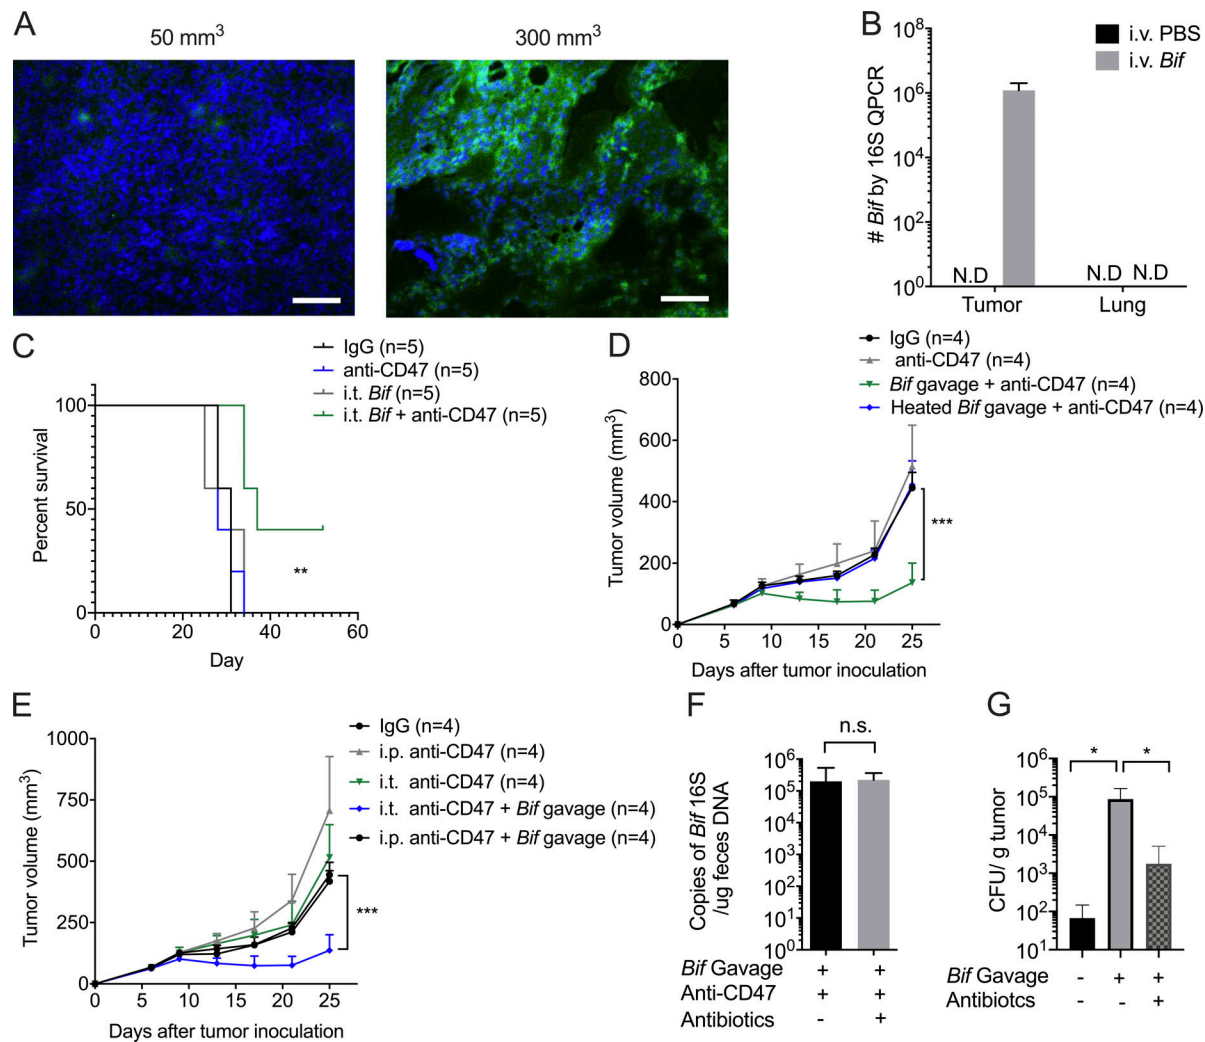 A
50 mm³
300 mm³
B
# Bif by 16S QPCR
10⁸
10⁶
10⁴
10²
10⁰
i.v. PBS
i.v. Bif
N.D
N.D N.D
Tumor
Lung
C
IgG (n=5)
anti-CD47 (n=5)
i.t. Bif (n=5)
i.t. Bif + anti-CD47 (n=5)
Percent survival
100
50
0
**
0 20 40 60
Day
D
IgG (n=4)
anti-CD47 (n=4)
Bif gavage + anti-CD47 (n=4)
Heated Bif gavage + anti-CD47 (n=4)
Tumor volume (mm³)
800
600
400
200
0
***
0 5 10 15 20 25
Days after tumor inoculation
E
IgG (n=4)
i.p. anti-CD47 (n=4)
i.t. anti-CD47 (n=4)
i.t. anti-CD47 + Bif gavage (n=4)
i.p. anti-CD47 + Bif gavage (n=4)
Tumor volume (mm³)
1000
750
500
250
0
***
0 5 10 15 20 25
Days after tumor inoculation
F
n.s.
Copies of Bif 16S
/ug feces DNA
10⁶
10⁵
10⁴
10³
10²
10¹
10⁰
Bif Gavage + +
Anti-CD47 + +
Antibiotics - +
G
* *
CFU/ g tumor
10⁶
10⁵
10⁴
10³
10²
10¹
Bif Gavage - + +
Antibiotcs - - +